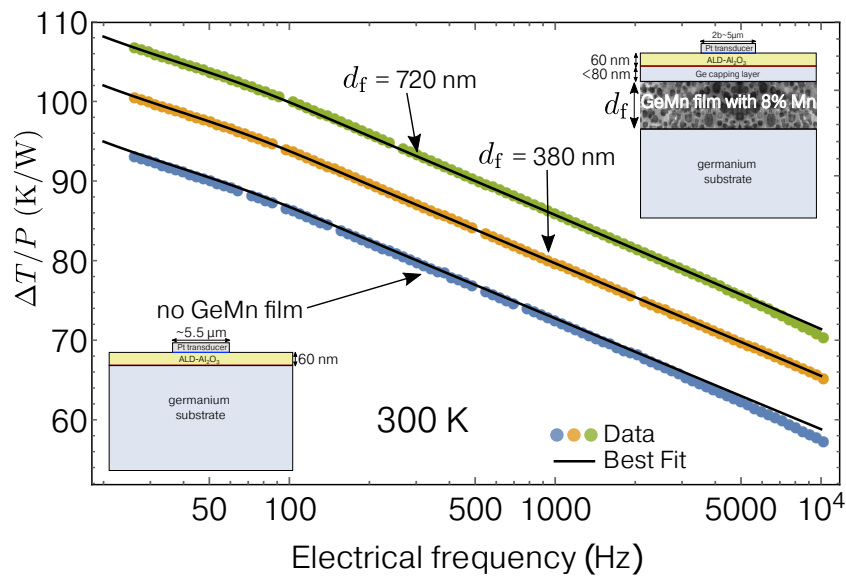 110
100
90
80
70
60
ΔT/P (K/W)
d_f = 720 nm
d_f = 380 nm
no GeMn film
2b~5µm
Pt transducer
60 nm
ALD-Al₂O₃
<80 nm
Ge capping layer
d_f
GeMn film with 8% Mn
germanium
substrate
~5.5 µm
Pt transducer
ALD-Al₂O₃
60 nm
germanium
substrate
300 K
Data
Best Fit
50
100
500
1000
5000
10⁴
Electrical frequency (Hz)